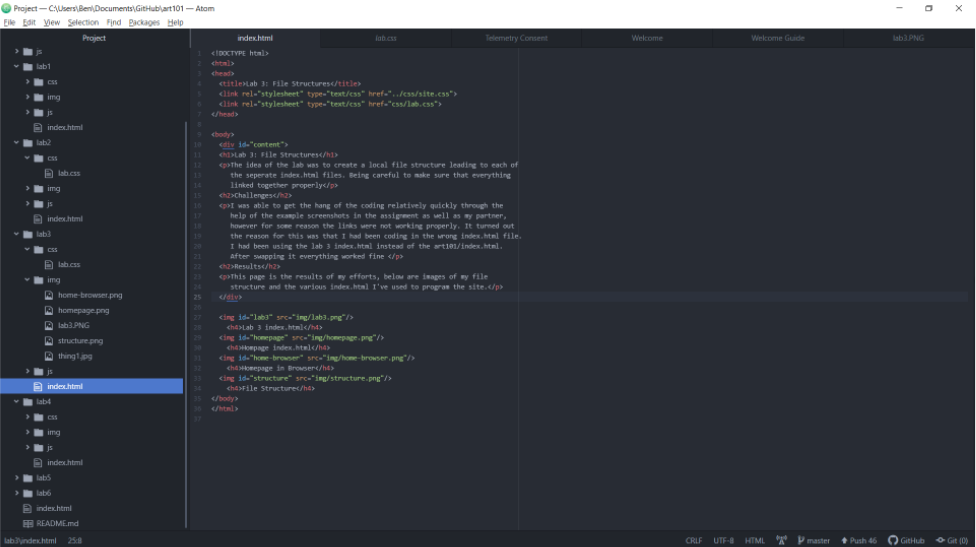 Project — C:\Users\Ben\Documents\GitHub\art101 — Atom
File Edit View Selection Find Packages Help
Project
js
lab1
css
img
js
index.html
lab2
css
lab.css
img
js
index.html
lab3
css
lab.css
img
home-browser.png
homepage.png
lab3.PNG
structure.png
thing1.jpg
js
index.html
lab4
css
img
js
index.html
lab5
lab6
index.html
README.md
index.html lab.css Telemetry Consent Welcome Welcome Guide lab3.PNG
1 <!DOCTYPE html>
2 <html>
3 <head>
4 <title>Lab 3: File Structures</title>
5 <link rel="stylesheet" type="text/css" href="../css/site.css">
6 <link rel="stylesheet" type="text/css" href="css/lab.css">
7 </head>
8
9 <body>
10 <div id="content">
11 <h1>Lab 3: File Structures</h1>
12 <p>The idea of the lab was to create a local file structure leading to each of
13 the seperate index.html files. Being careful to make sure that everything
14 linked together properly</p>
15 <h2>Challenges</h2>
16 <p>I was able to get the hang of the coding relatively quickly through the
17 help of the example screenshots in the assignment as well as my partner,
18 however for some reason the links were not working properly. It turned out
19 the reason for this was that I had been coding in the wrong index.html file.
20 I had been using the lab 3 index.html instead of the art101/index.html.
21 After swapping it everything worked fine </p>
22 <h2>Results</h2>
23 <p>This page is the results of my efforts, below are images of my file
24 structure and the various index.html I've used to program the site.</p>
25 </div>
26
27 <img id="lab3" src="img/lab3.png"/>
28 <h4>Lab 3 index.html</h4>
29 <img id="homepage" src="img/homepage.png"/>
30 <h4>Hompage index.html</h4>
31 <img id="home-browser" src="img/home-browser.png"/>
32 <h4>Homepage in Browser</h4>
33 <img id="structure" src="img/structure.png"/>
34 <h4>File Structure</h4>
35 </body>
36 </html>
37
lab3\index.html 25:8 CRLF UTF-8 HTML master Push 46 GitHub Git (0)